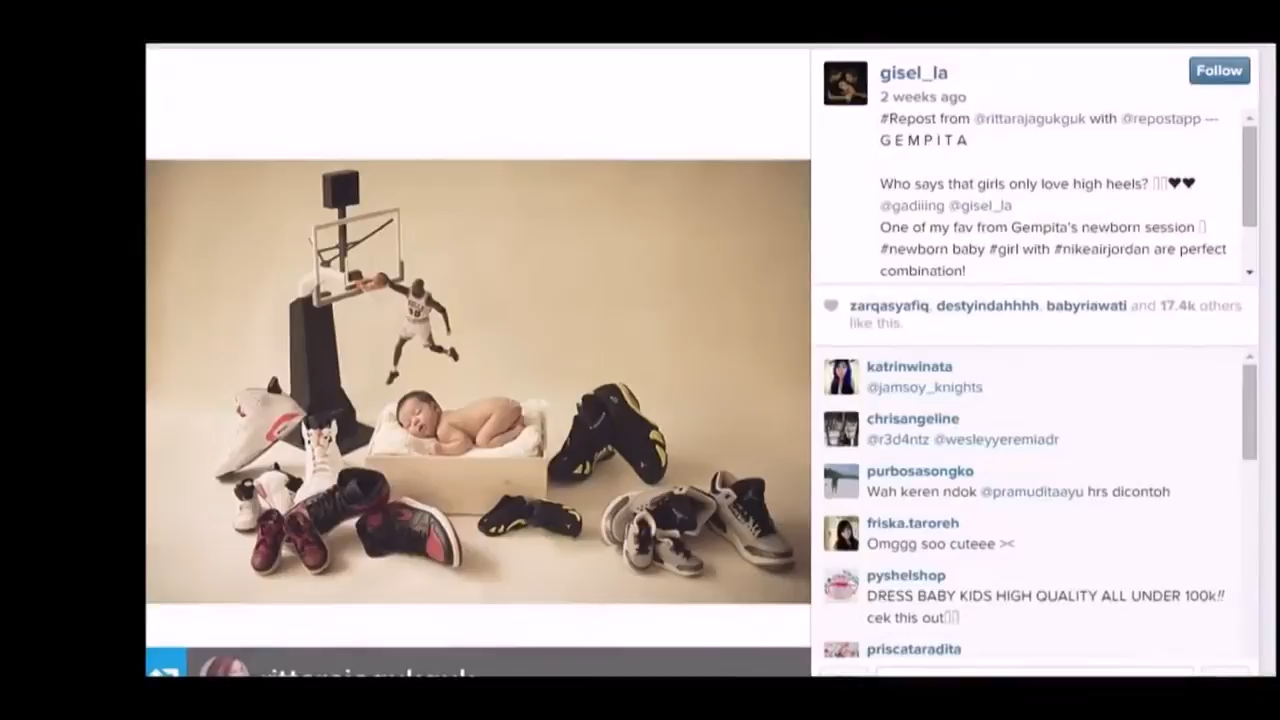 gisel_la
Follow
2 weeks ago
#Repost from @rittarajagukguk with @repostapp ---
G E M P I T A
Who says that girls only love high heels? ♥♥
@gadiiing @gisel_la
One of my fav from Gempita's newborn session
#newborn baby #girl with #nikeairjordan are perfect
combination!
zarqasyafiq, destyindahhhh, babyriawati and 17.4k others
like this.
katrinwinata
@jamsoy_knights
chrisangeline
@r3d4ntz @wesleyyeremiadr
purbosasongko
Wah keren ndok @pramuditaayu hrs dicontoh
friska.taroreh
Omggg soo cuteee ><
pyshelshop
DRESS BABY KIDS HIGH QUALITY ALL UNDER 100k!!
cek this out
priscataradita